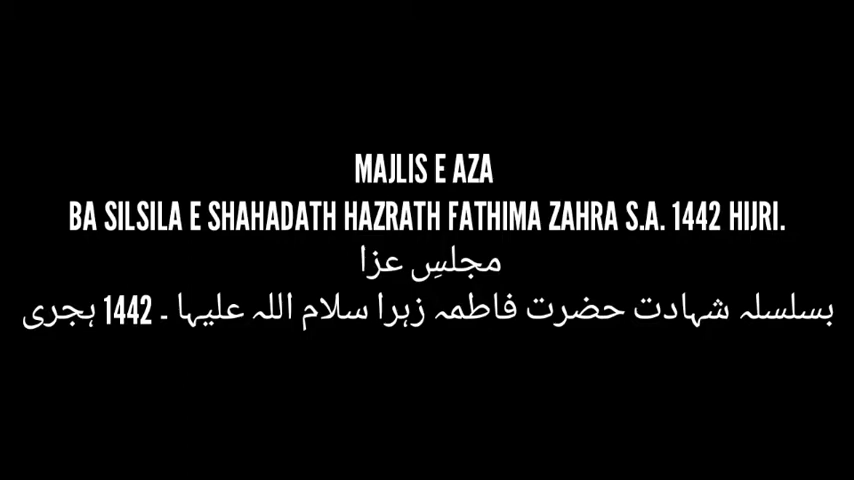 MAJLIS E AZA
BA SILSILA E SHAHADATH HAZRATH FATHIMA ZAHRA S.A. 1442 HIJRI.
مجلسِ عزا
بسلسلہ شہادت حضرت فاطمہ زہرا سلام اللہ علیہا ۔ 1442 ہجری